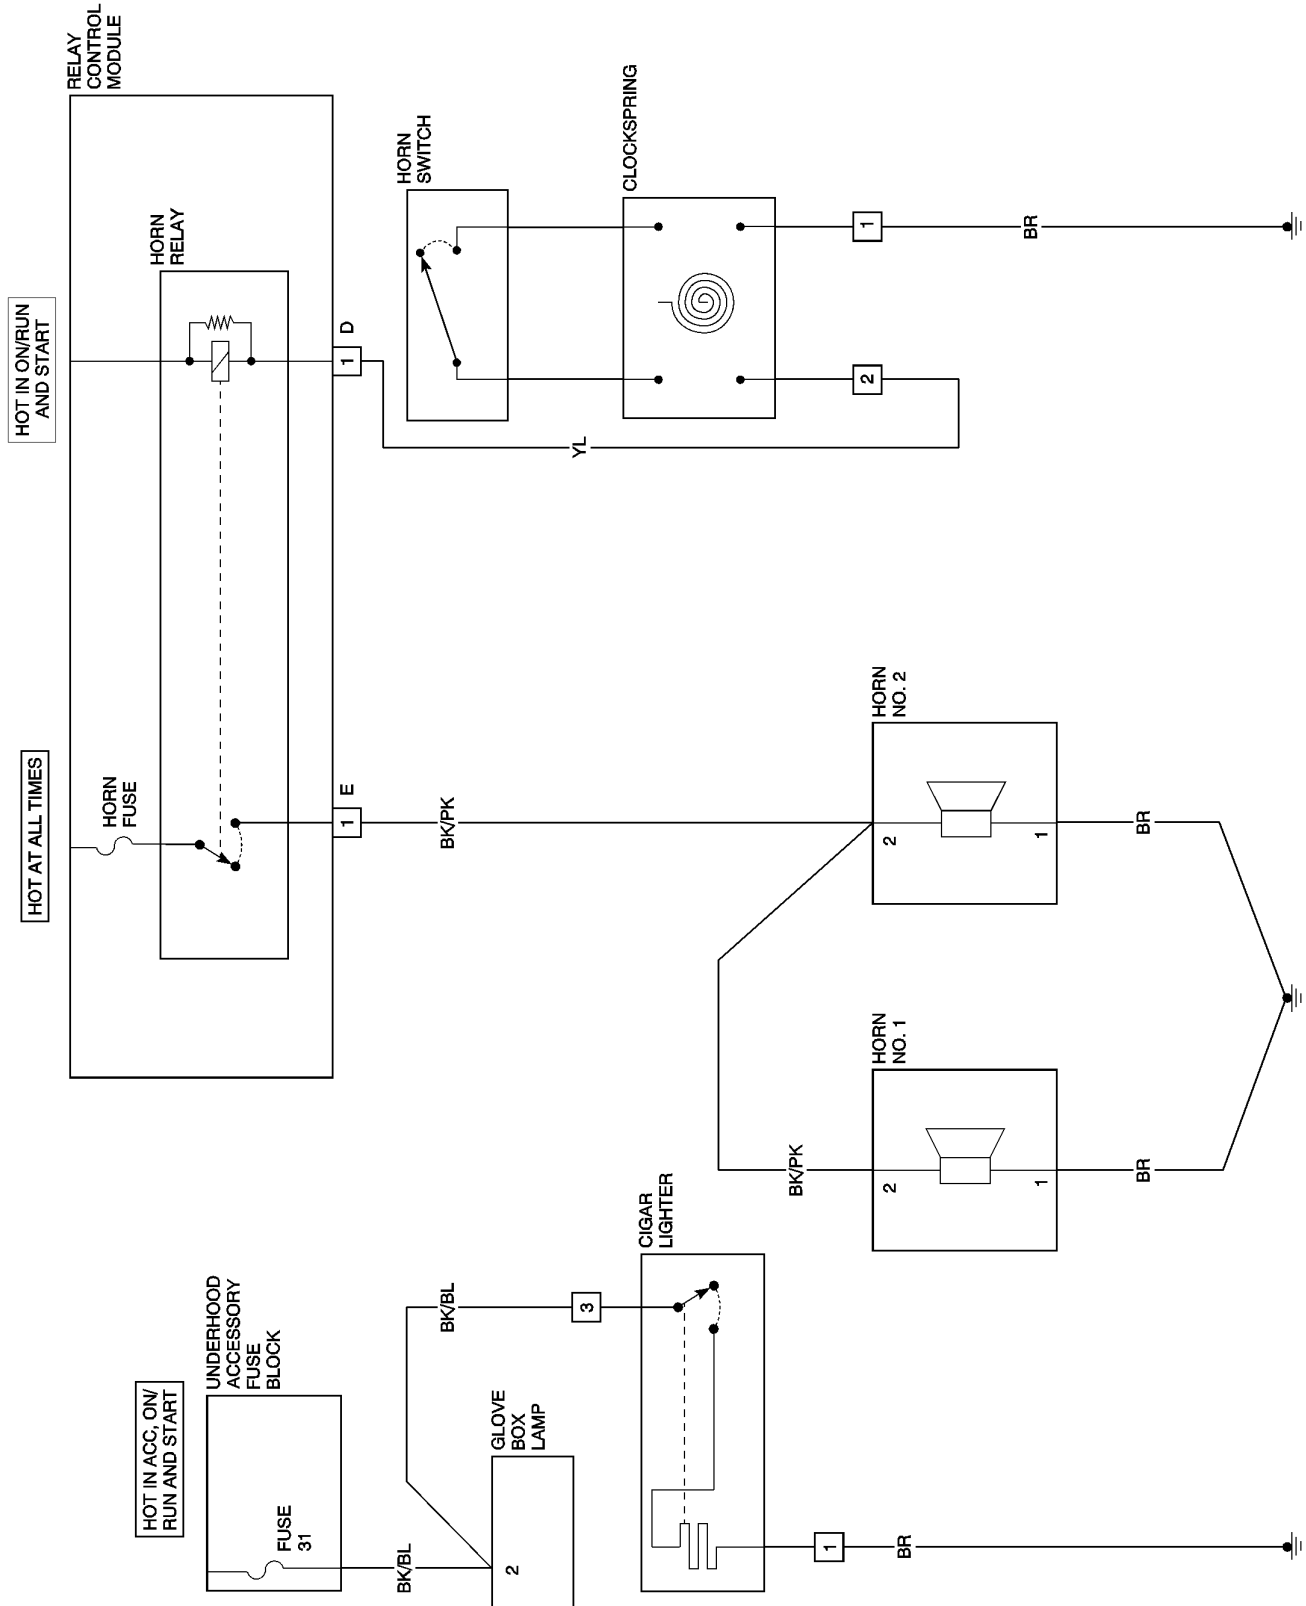 HOT IN ACC, ON/
RUN AND START
UNDERHOOD
ACCESSORY
FUSE
BLOCK
FUSE
31
BK/BL
GLOVE
BOX
LAMP
2
BK/BL
3
CIGAR
LIGHTER
1
BR
HOT AT ALL TIMES
HORN
FUSE
HOT IN ON/RUN
AND START
RELAY
CONTROL
MODULE
HORN
RELAY
1
E
1
D
BK/PK
BK/PK
HORN
NO. 1
2
1
BR
HORN
NO. 2
2
1
BR
HORN
SWITCH
YL
CLOCKSPRING
2
1
BR